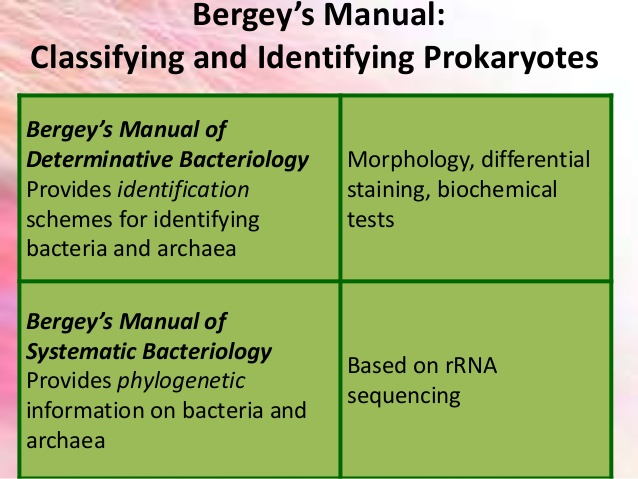 Bergey’s Manual:
Classifying and Identifying Prokaryotes
Bergey’s Manual of
Determinative Bacteriology
Provides identification
schemes for identifying
bacteria and archaea
Morphology, differential
staining, biochemical
tests
Bergey’s Manual of
Systematic Bacteriology
Provides phylogenetic
information on bacteria and
archaea
Based on rRNA
sequencing